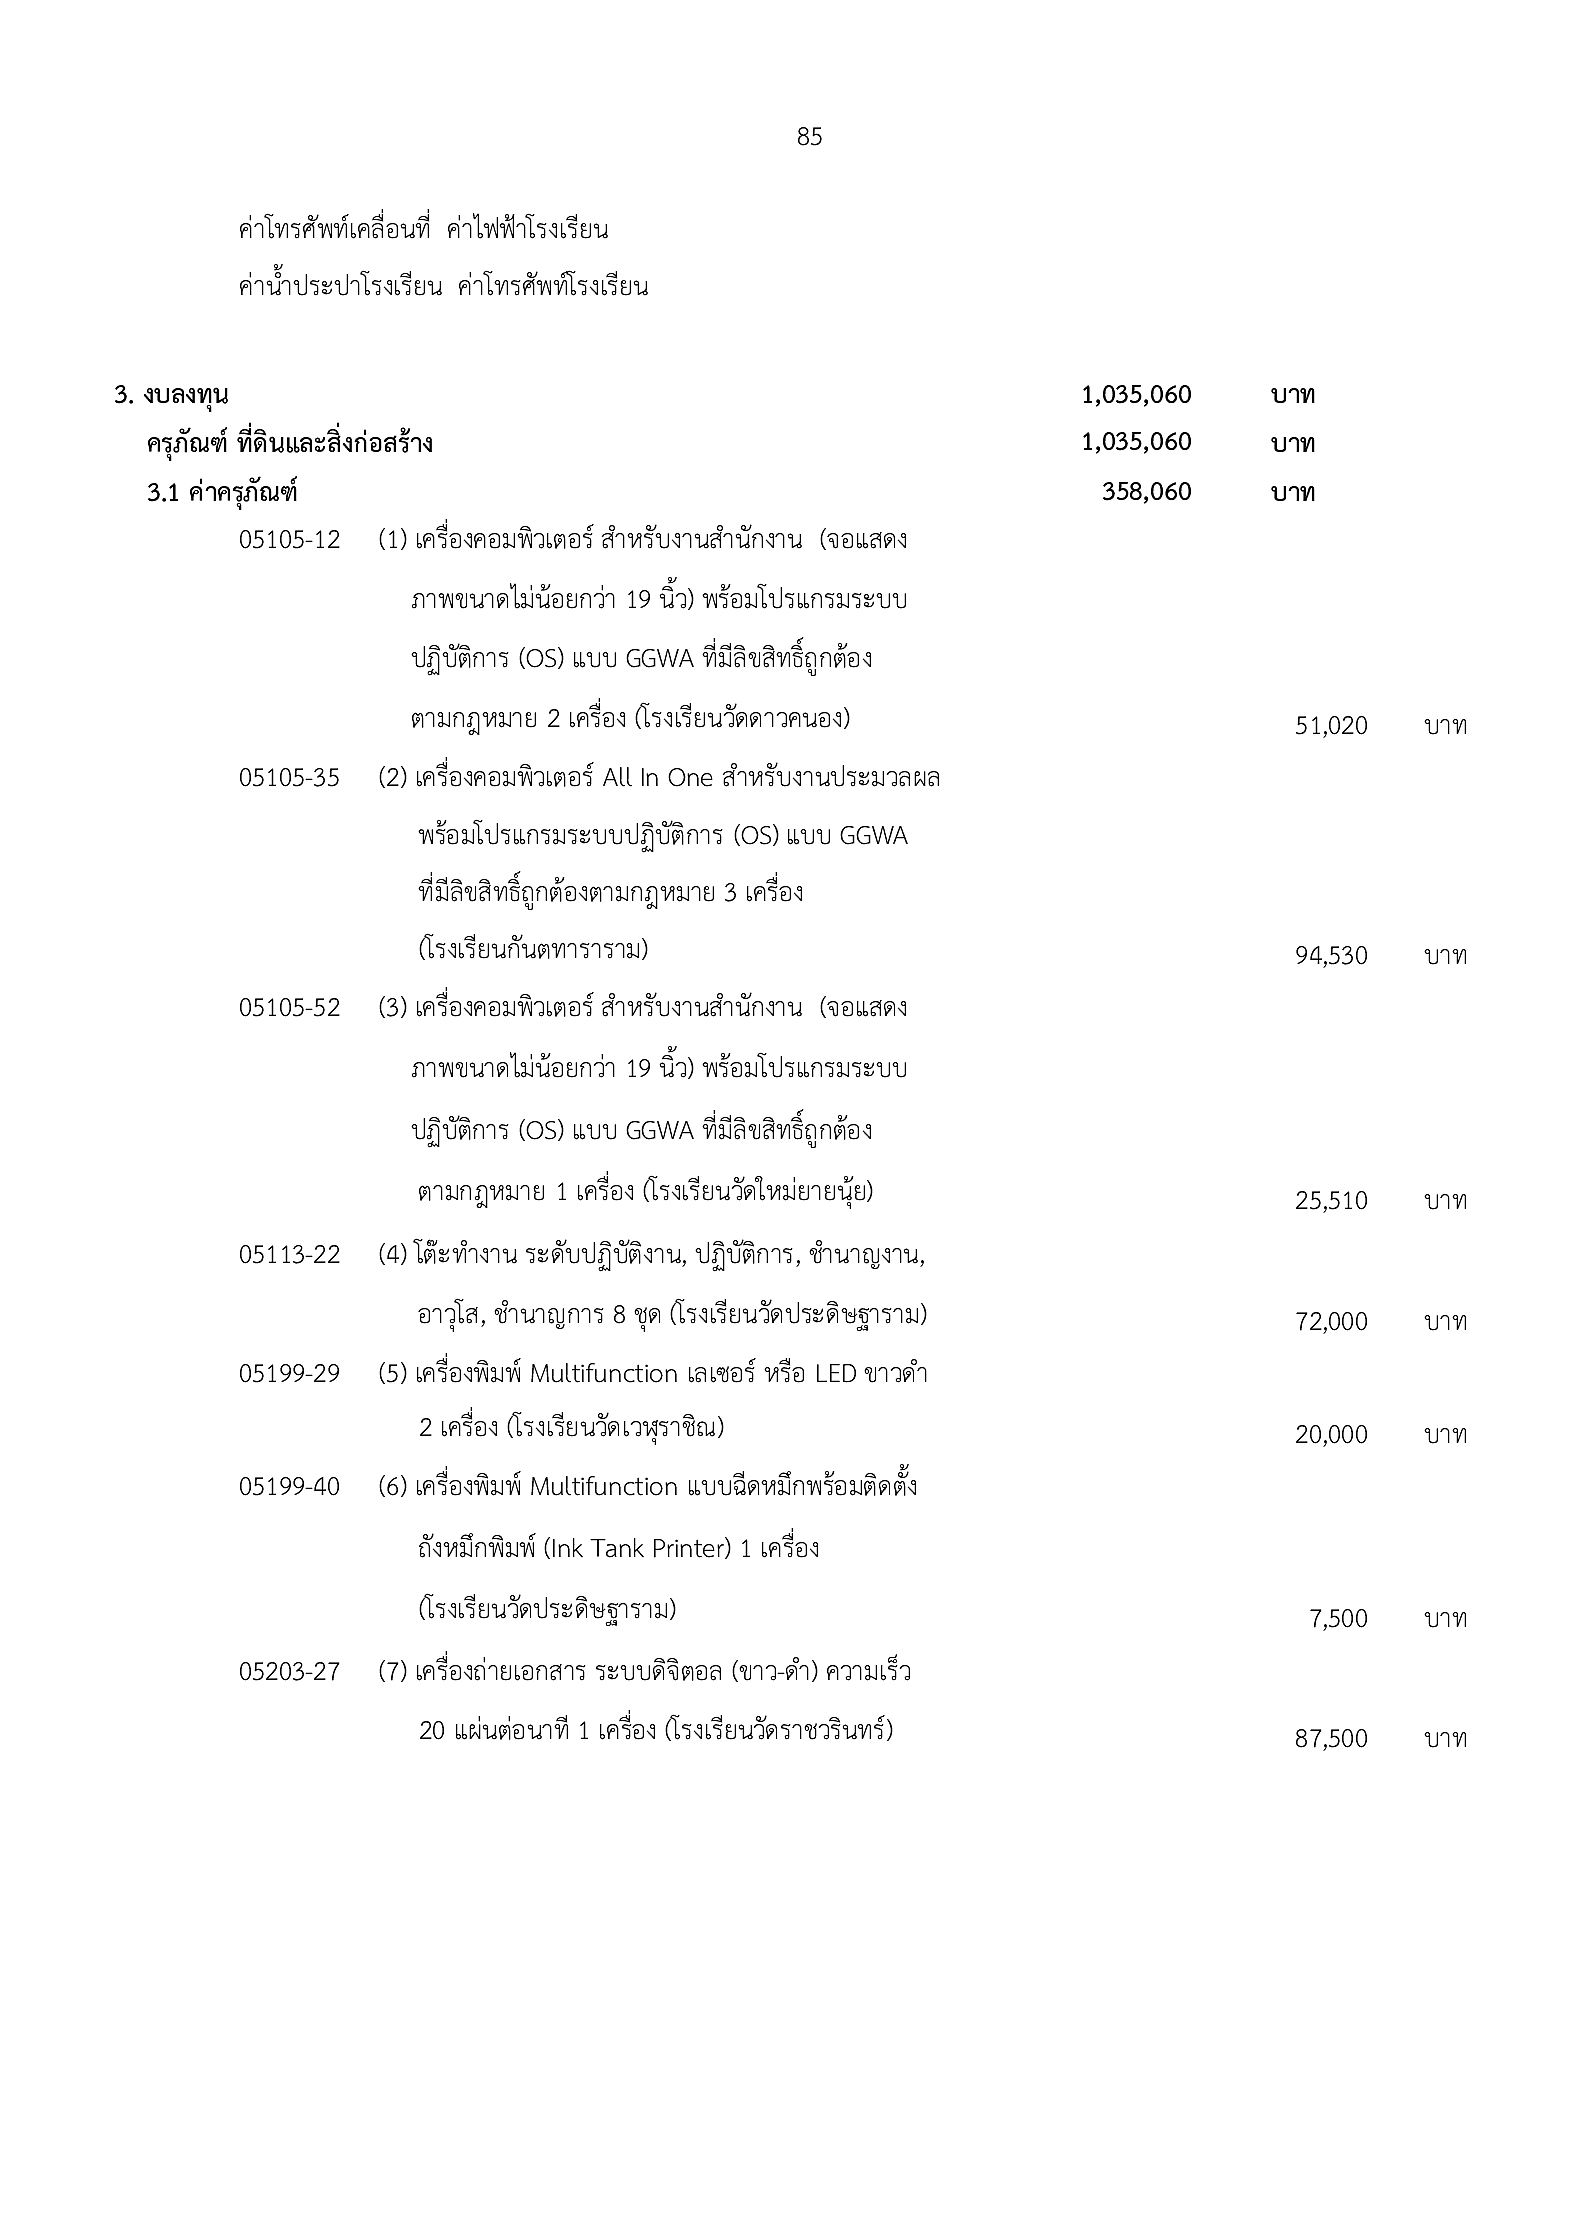 85
ค่าโทรศัพท์เคลื่อนที่ ค่าไฟฟ้าโรงเรียน
ค่าน้ำประปาโรงเรียน ค่าโทรศัพท์โรงเรียน
3. งบลงทุน 1,035,060 บาท
ครุภัณฑ์ ที่ดินและสิ่งก่อสร้าง 1,035,060 บาท
3.1 ค่าครุภัณฑ์ 358,060 บาท
05105-12 (1) เครื่องคอมพิวเตอร์ สำหรับงานสำนักงาน (จอแสดง
ภาพขนาดไม่น้อยกว่า 19 นิ้ว) พร้อมโปรแกรมระบบ
ปฏิบัติการ (OS) แบบ GGWA ที่มีลิขสิทธิ์ถูกต้อง
ตามกฎหมาย 2 เครื่อง (โรงเรียนวัดดาวคนอง) 51,020 บาท
05105-35 (2) เครื่องคอมพิวเตอร์ All In One สำหรับงานประมวลผล
พร้อมโปรแกรมระบบปฏิบัติการ (OS) แบบ GGWA
ที่มีลิขสิทธิ์ถูกต้องตามกฎหมาย 3 เครื่อง
(โรงเรียนกันตทาราราม) 94,530 บาท
05105-52 (3) เครื่องคอมพิวเตอร์ สำหรับงานสำนักงาน (จอแสดง
ภาพขนาดไม่น้อยกว่า 19 นิ้ว) พร้อมโปรแกรมระบบ
ปฏิบัติการ (OS) แบบ GGWA ที่มีลิขสิทธิ์ถูกต้อง
ตามกฎหมาย 1 เครื่อง (โรงเรียนวัดใหม่ยายนุ้ย) 25,510 บาท
05113-22 (4) โต๊ะทำงาน ระดับปฏิบัติงาน, ปฏิบัติการ, ชำนาญงาน,
อาวุโส, ชำนาญการ 8 ชุด (โรงเรียนวัดประดิษฐาราม) 72,000 บาท
05199-29 (5) เครื่องพิมพ์ Multifunction เลเซอร์ หรือ LED ขาวดำ
2 เครื่อง (โรงเรียนวัดเวฬุราชิณ) 20,000 บาท
05199-40 (6) เครื่องพิมพ์ Multifunction แบบฉีดหมึกพร้อมติดตั้ง
ถังหมึกพิมพ์ (Ink Tank Printer) 1 เครื่อง
(โรงเรียนวัดประดิษฐาราม) 7,500 บาท
05203-27 (7) เครื่องถ่ายเอกสาร ระบบดิจิตอล (ขาว-ดำ) ความเร็ว
20 แผ่นต่อนาที 1 เครื่อง (โรงเรียนวัดราชวรินทร์) 87,500 บาท